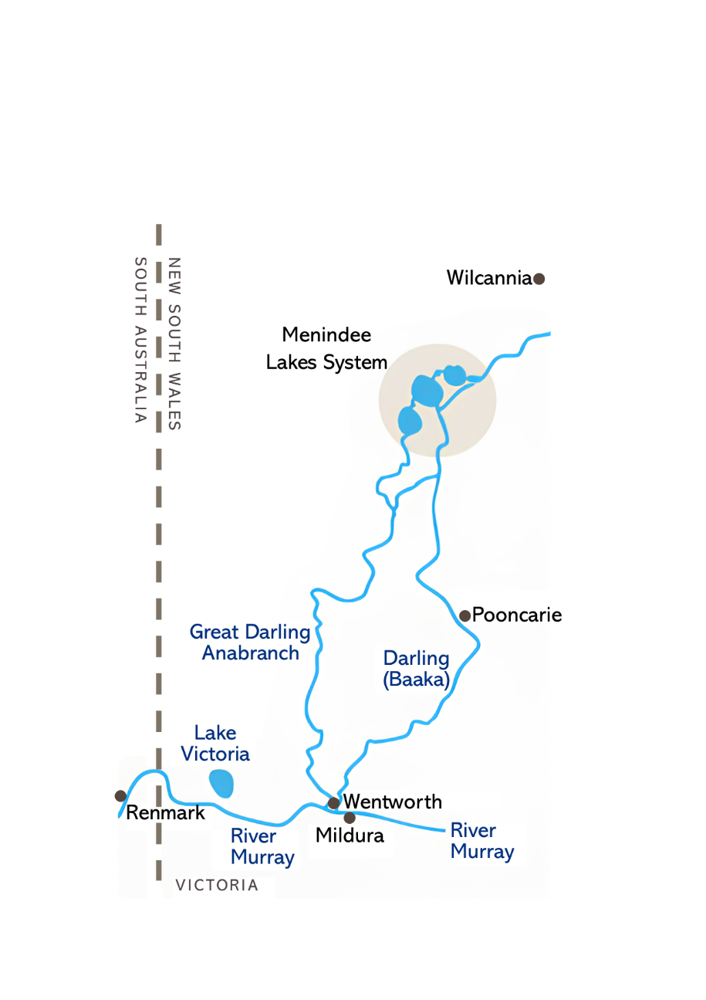 SOUTH AUSTRALIA
NEW SOUTH WALES
Wilcannia
Menindee
Lakes System
Pooncarie
Great Darling
Anabranch
Darling
(Baaka)
Lake
Victoria
Wentworth
Renmark
Mildura
River
Murray
River
Murray
VICTORIA